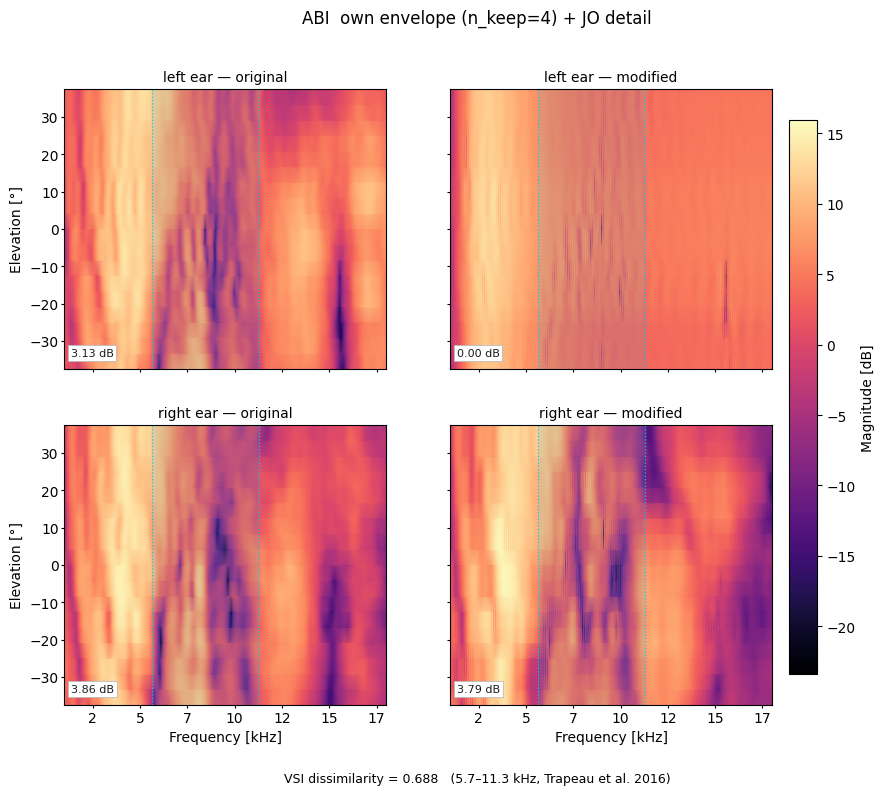 ABI  own envelope (n_keep=4) + JO detail
left ear — original
left ear — modified
30
20
10
0
−10
−20
−30
Elevation [°]
3.13 dB
0.00 dB
15
10
5
0
−5
−10
−15
−20
Magnitude [dB]
right ear — original
right ear — modified
30
20
10
0
−10
−20
−30
Elevation [°]
3.86 dB
3.79 dB
2 5 7 10 12 15 17
2 5 7 10 12 15 17
Frequency [kHz]
Frequency [kHz]
VSI dissimilarity = 0.688   (5.7–11.3 kHz, Trapeau et al. 2016)